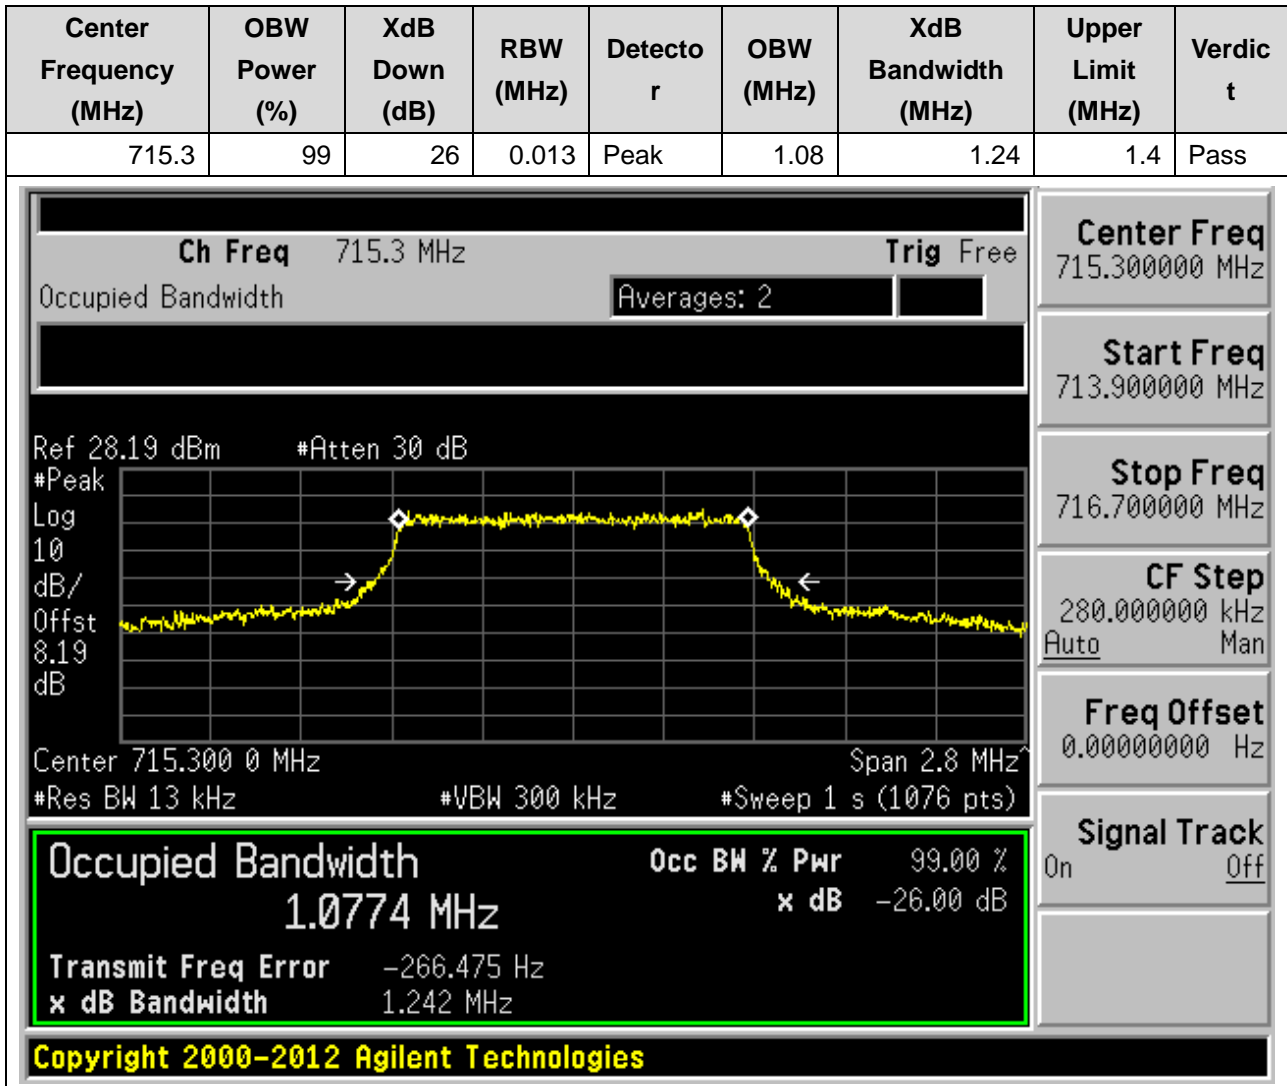 Center Frequency (MHz) OBW Power (%) XdB Down (dB) RBW (MHz) Detector OBW (MHz) XdB Bandwidth (MHz) Upper Limit (MHz) Verdict
715.3 99 26 0.013 Peak 1.08 1.24 1.4 Pass
Ch Freq 715.3 MHz Trig Free
Occupied Bandwidth Averages: 2
Ref 28.19 dBm #Atten 30 dB
#Peak
Log
10
dB/
Offst
8.19
dB
Center 715.300 0 MHz Span 2.8 MHz^
#Res BW 13 kHz #VBW 300 kHz #Sweep 1 s (1076 pts)
Occupied Bandwidth Occ BW % Pwr 99.00 %
1.0774 MHz x dB -26.00 dB
Transmit Freq Error -266.475 Hz
x dB Bandwidth 1.242 MHz
Copyright 2000-2012 Agilent Technologies
Center Freq
715.300000 MHz
Start Freq
713.900000 MHz
Stop Freq
716.700000 MHz
CF Step
280.000000 kHz
Auto Man
Freq Offset
0.00000000 Hz
Signal Track
On Off